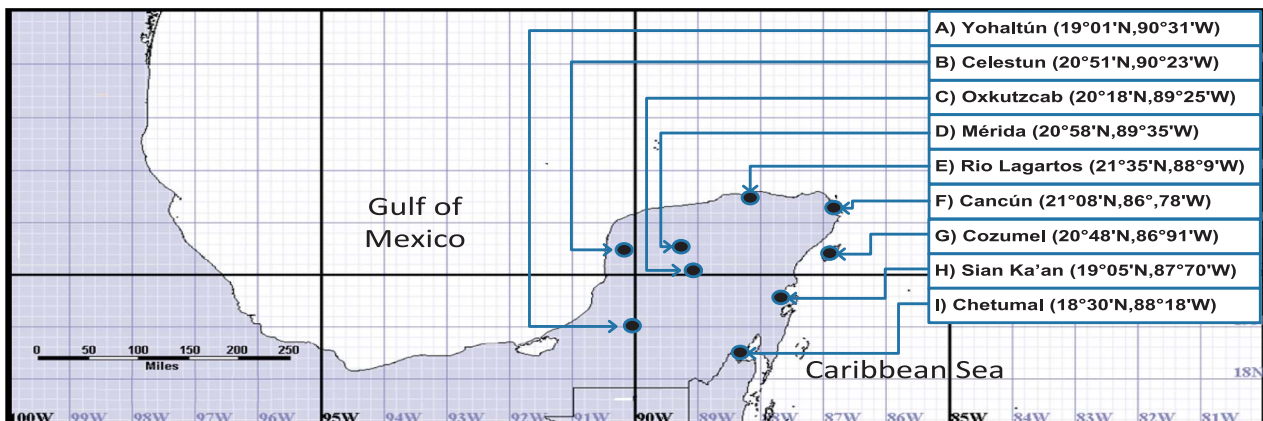 A) Yohaltún (19°01'N,90°31'W)
B) Celestun (20°51'N,90°23'W)
C) Oxkutzcab (20°18'N,89°25'W)
D) Mérida (20°58'N,89°35'W)
E) Rio Lagartos (21°35'N,88°9'W)
F) Cancún (21°08'N,86°,78'W)
G) Cozumel (20°48'N,86°91'W)
H) Sian Ka'an (19°05'N,87°70'W)
I) Chetumal (18°30'N,88°18'W)
Gulf of
Mexico
0 50 100 150 200 250
Miles
Caribbean Sea
18N
100W 99W 98W 97W 96W 95W 94W 93W 92W 91W 90W 89W 88W 87W 86W 85W 84W 83W 82W 81W